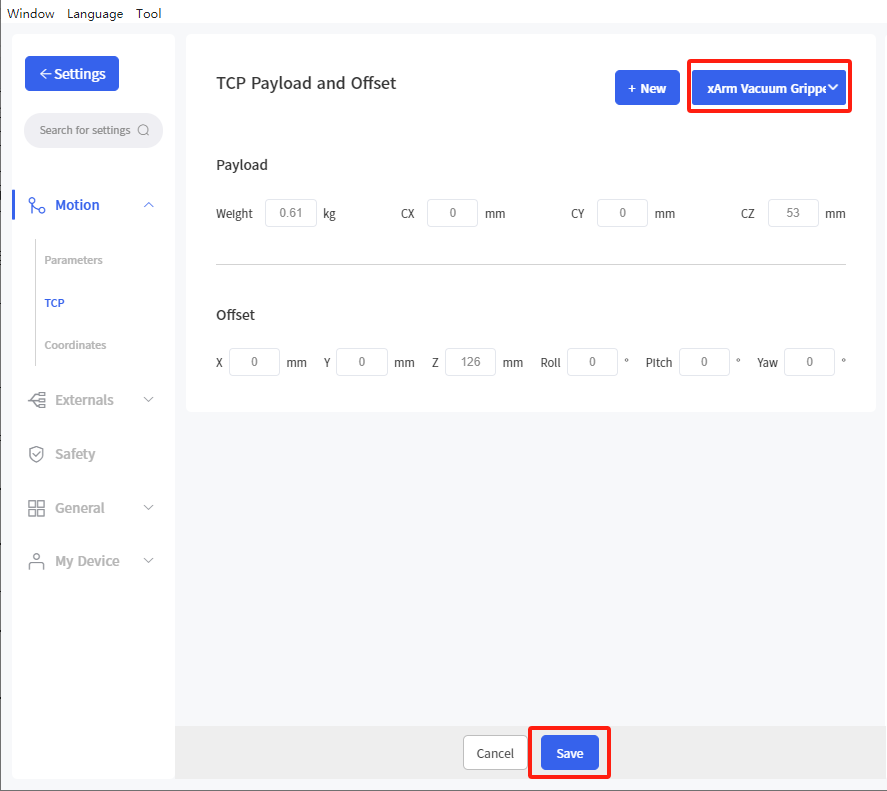 Window Language Tool
← Settings
Search for settings
Motion
Parameters
TCP
Coordinates
Externals
Safety
General
My Device
TCP Payload and Offset
+ New
xArm Vacuum Grippe
Payload
Weight 0.61 kg CX 0 mm CY 0 mm CZ 53 mm
Offset
X 0 mm Y 0 mm Z 126 mm Roll 0 ° Pitch 0 ° Yaw 0 °
Cancel Save